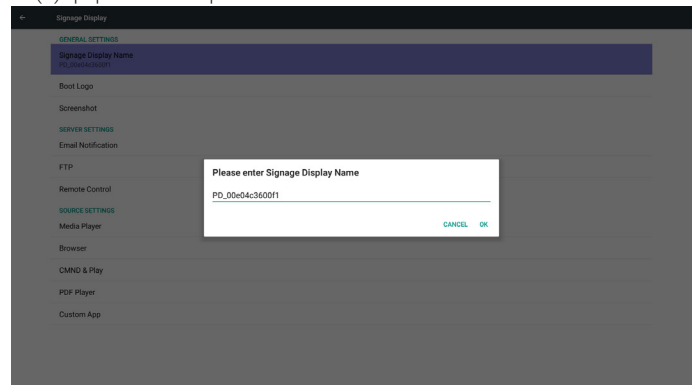 Signage Display
GENERAL SETTINGS
Signage Display Name
PD_00e04c3600f1
Boot Logo
Screenshot
SERVER SETTINGS
Email Notification
FTP
Remote Control
SOURCE SETTINGS
Media Player
Browser
CMND & Play
PDF Player
Custom App
Please enter Signage Display Name
PD_00e04c3600f1
CANCEL OK